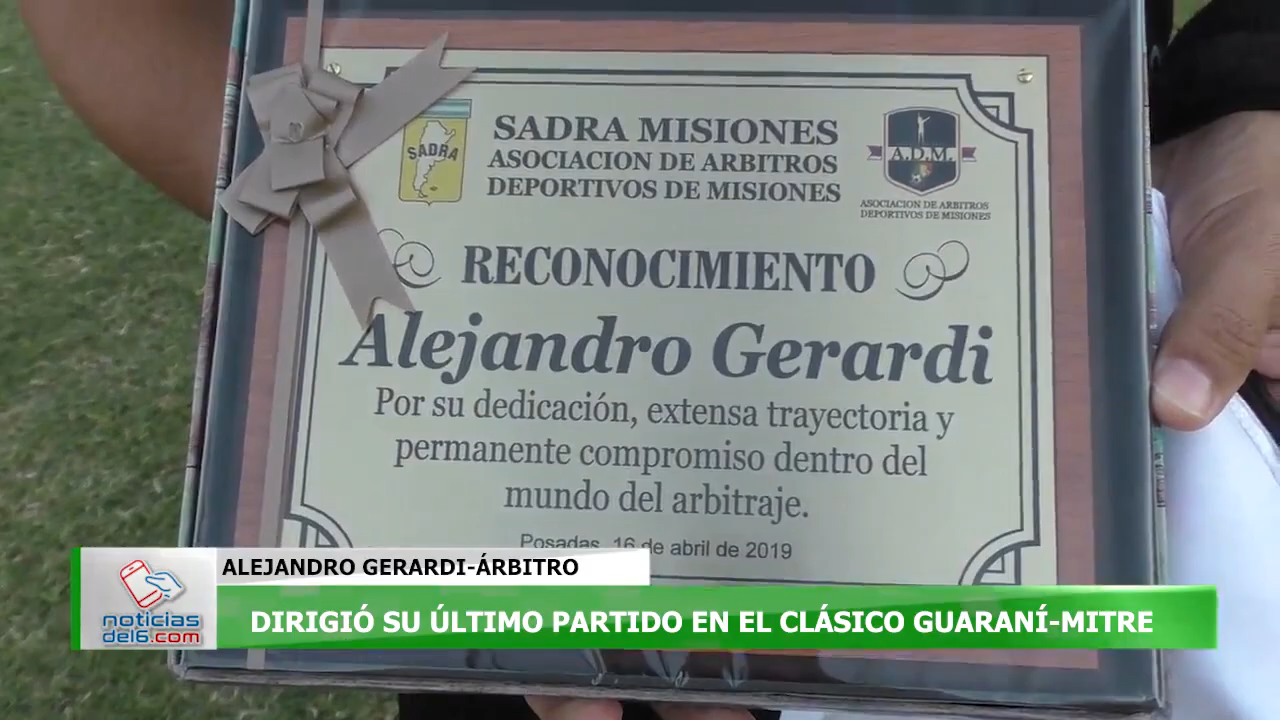 SADRA
SADRA MISIONES
ASOCIACION DE ARBITROS
DEPORTIVOS DE MISIONES
A.D.M.
ASOCIACION DE ARBITROS
DEPORTIVOS DE MISIONES
RECONOCIMIENTO
Alejandro Gerardi
Por su dedicación, extensa trayectoria y
permanente compromiso dentro del
mundo del arbitraje.
Posadas, 16 de abril de 2019
ALEJANDRO GERARDI-ÁRBITRO
noticias
del6.com
DIRIGIÓ SU ÚLTIMO PARTIDO EN EL CLÁSICO GUARANÍ-MITRE